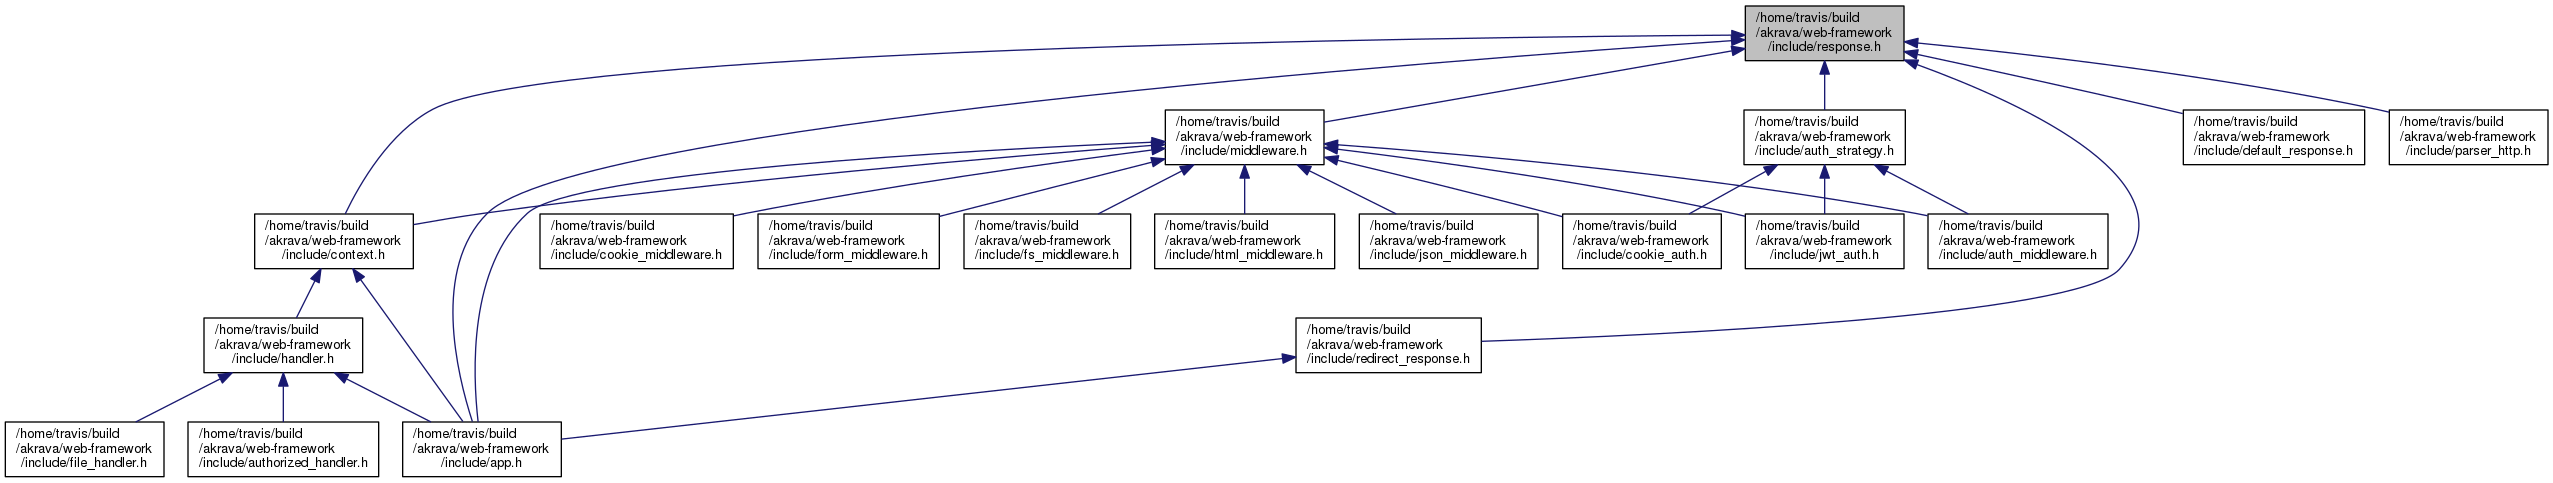 /home/travis/build
/akrava/web-framework
/include/response.h
/home/travis/build
/akrava/web-framework
/include/middleware.h
/home/travis/build
/akrava/web-framework
/include/auth_strategy.h
/home/travis/build
/akrava/web-framework
/include/default_response.h
/home/travis/build
/akrava/web-framework
/include/parser_http.h
/home/travis/build
/akrava/web-framework
/include/context.h
/home/travis/build
/akrava/web-framework
/include/cookie_middleware.h
/home/travis/build
/akrava/web-framework
/include/form_middleware.h
/home/travis/build
/akrava/web-framework
/include/fs_middleware.h
/home/travis/build
/akrava/web-framework
/include/html_middleware.h
/home/travis/build
/akrava/web-framework
/include/json_middleware.h
/home/travis/build
/akrava/web-framework
/include/cookie_auth.h
/home/travis/build
/akrava/web-framework
/include/jwt_auth.h
/home/travis/build
/akrava/web-framework
/include/auth_middleware.h
/home/travis/build
/akrava/web-framework
/include/handler.h
/home/travis/build
/akrava/web-framework
/include/redirect_response.h
/home/travis/build
/akrava/web-framework
/include/file_handler.h
/home/travis/build
/akrava/web-framework
/include/authorized_handler.h
/home/travis/build
/akrava/web-framework
/include/app.h